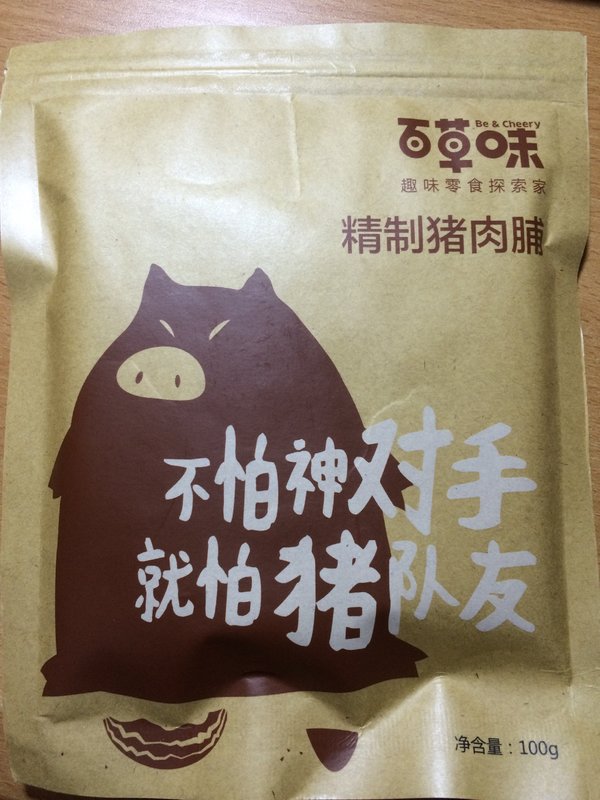 Be & Cheery
百草味
趣味零食探索家
精制猪肉脯
不怕神对手
就怕猪队友
净含量：100g